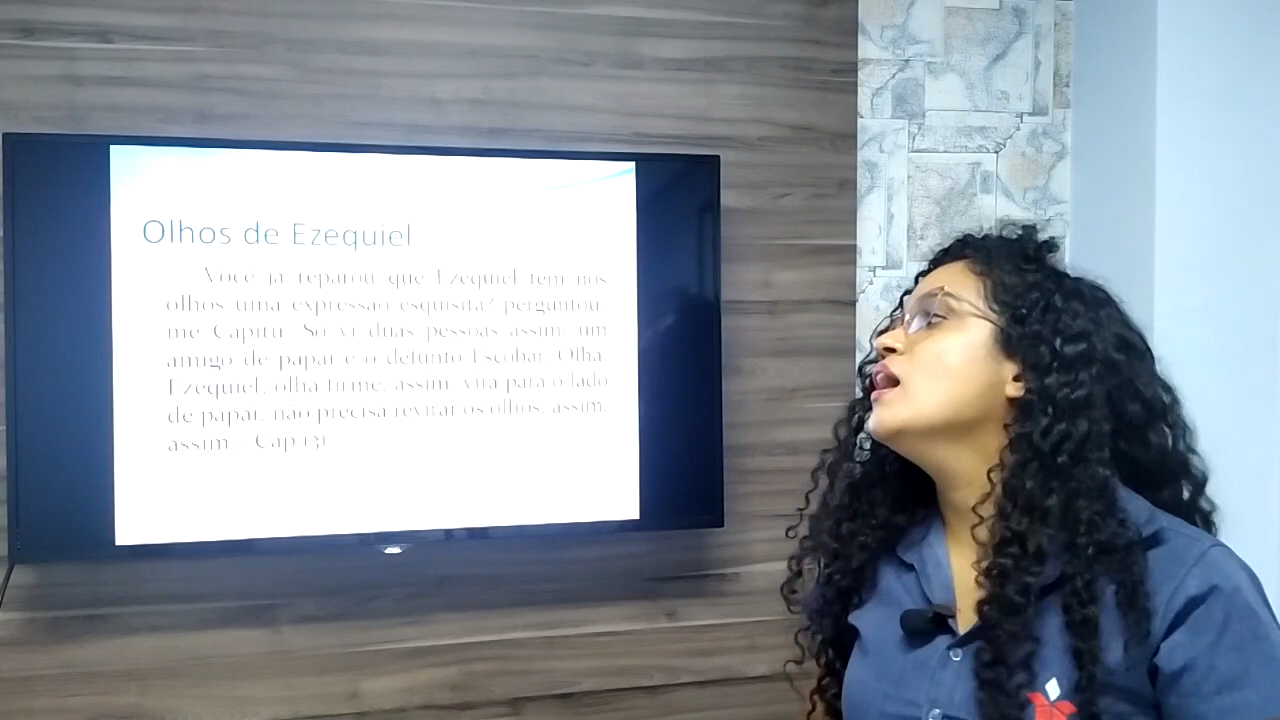 Olhos de Ezequiel
Você já reparou que Ezequiel tem nos
olhos uma expressão esquisita? perguntou-
me Capitu. Só vi duas pessoas assim, um
amigo de papai e o defunto Escobar. Olha,
Ezequiel; olha firme, assim, vira para o lado
de papai, não precisa revirar os olhos, assim,
assim... Cap 131